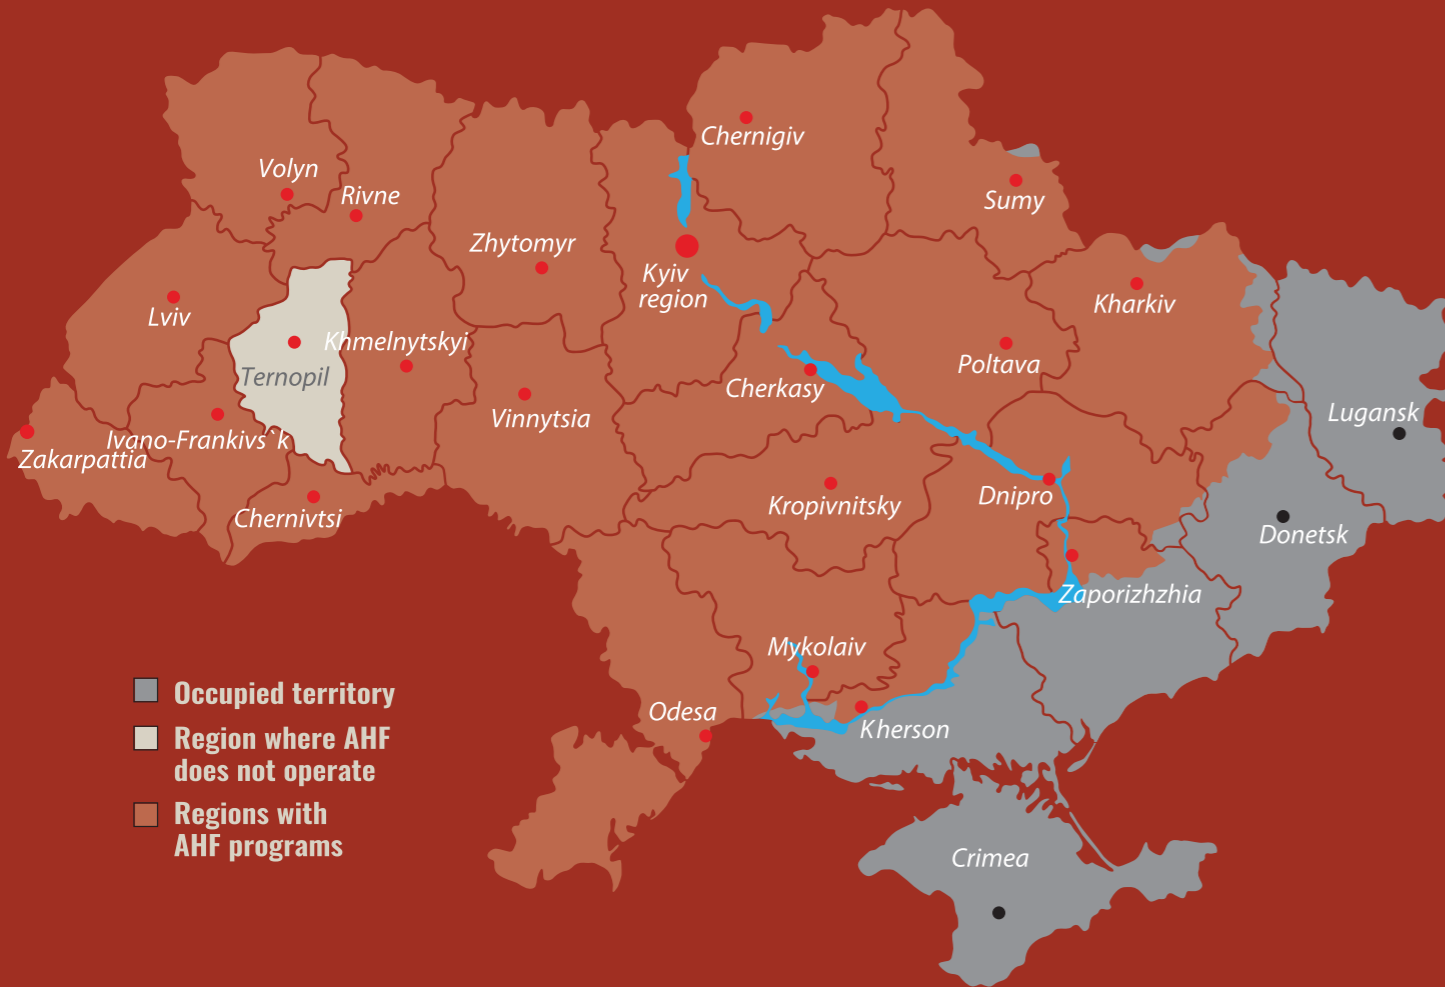 Chernigiv
Volyn
Rivne
Sumy
Zhytomyr
Kyiv
region
Lviv
Kharkiv
Khmelnytskyi
Ternopil
Poltava
Cherkasy
Vinnytsia
Lugansk
Ivano-Frankivs`k
Zakarpattia
Dnipro
Kropivnitsky
Chernivtsi
Donetsk
Zaporizhzhia
Mykolaiv
Odesa
Kherson
Crimea
Occupied territory
Region where AHF
does not operate
Regions with
AHF programs